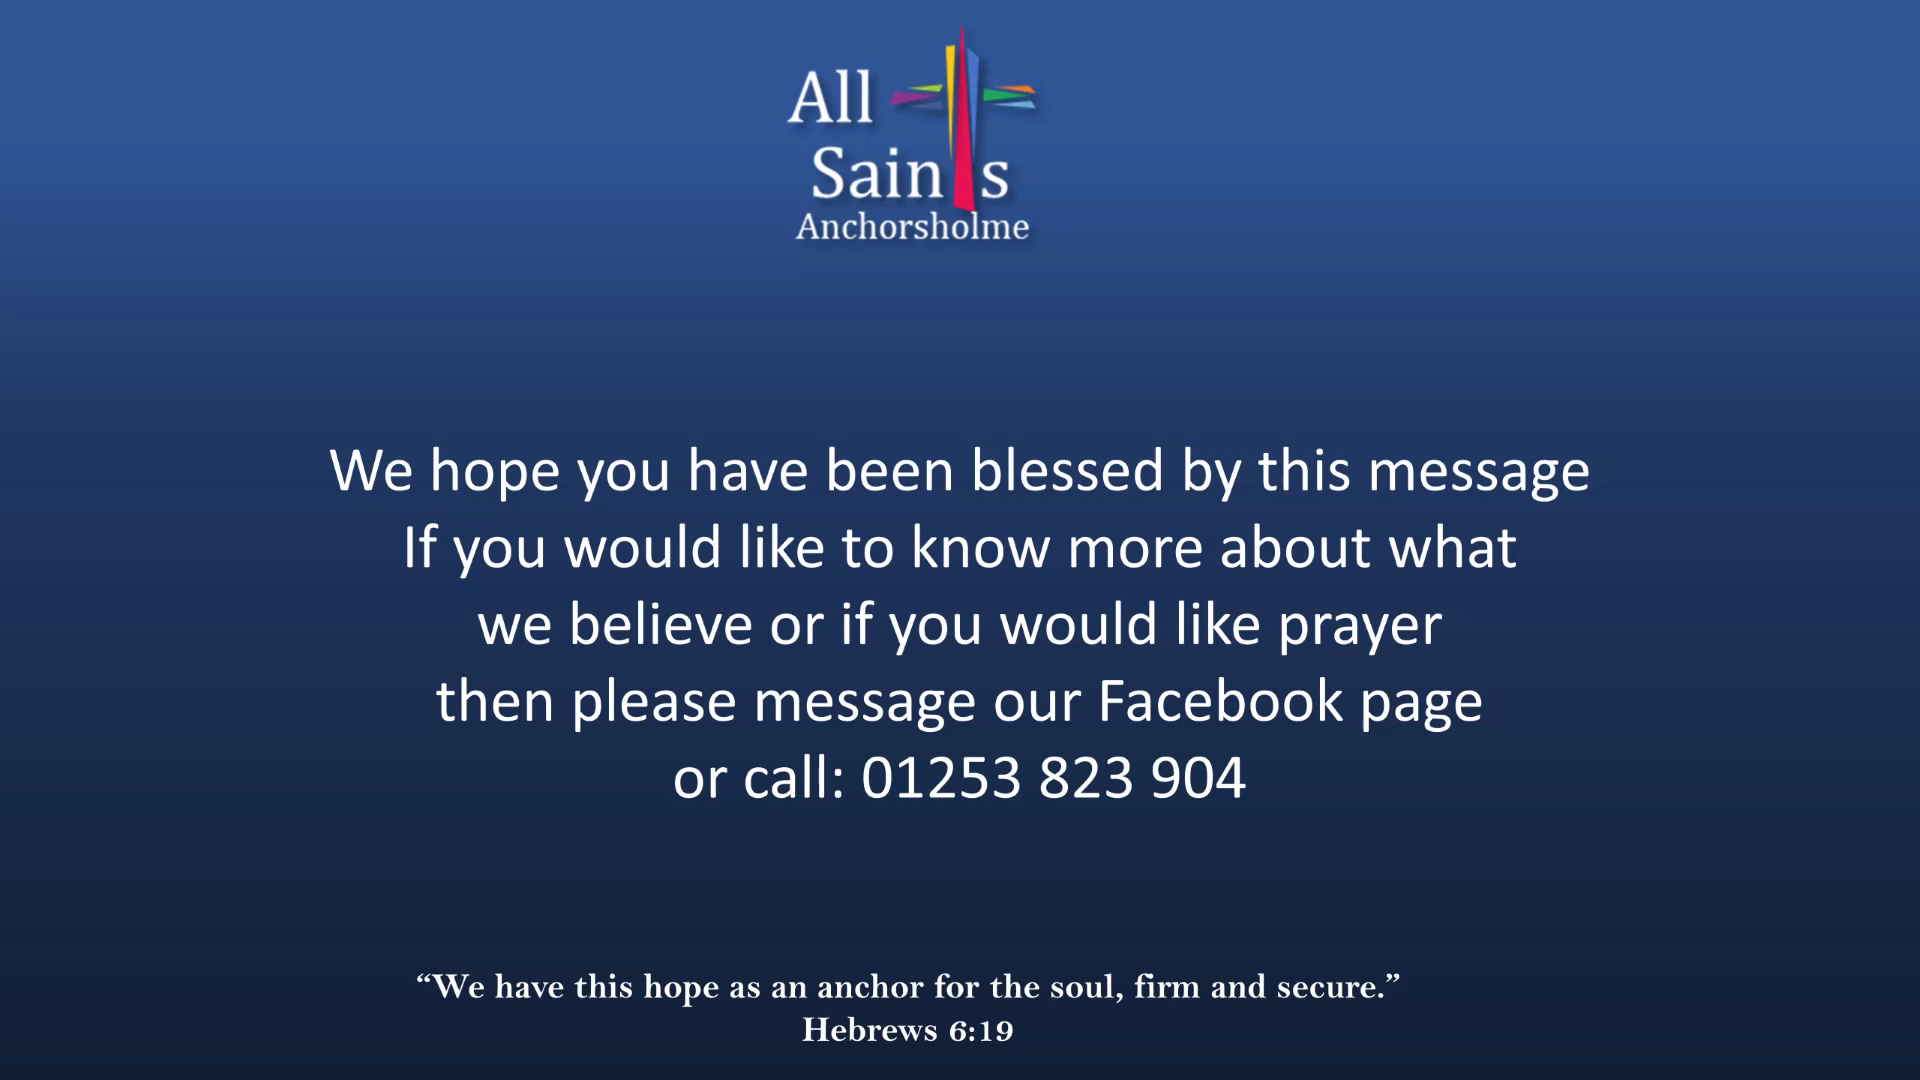 All
Saints
Anchorsholme
We hope you have been blessed by this message
If you would like to know more about what
we believe or if you would like prayer
then please message our Facebook page
or call: 01253 823 904
“We have this hope as an anchor for the soul, firm and secure.”
Hebrews 6:19